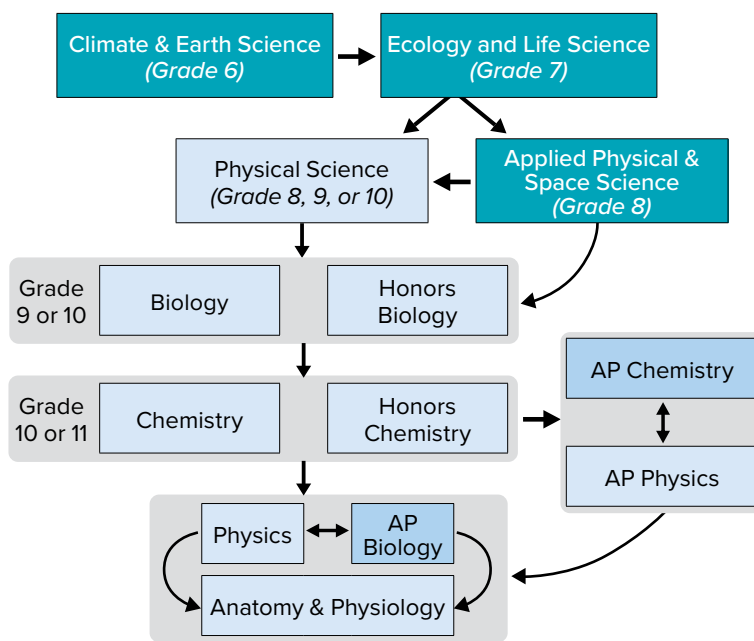 Climate & Earth Science
(Grade 6)
Ecology and Life Science
(Grade 7)
Physical Science
(Grade 8, 9, or 10)
Applied Physical &
Space Science
(Grade 8)
Grade
9 or 10
Biology
Honors
Biology
Grade
10 or 11
Chemistry
Honors
Chemistry
AP Chemistry
AP Physics
Physics
AP
Biology
Anatomy & Physiology